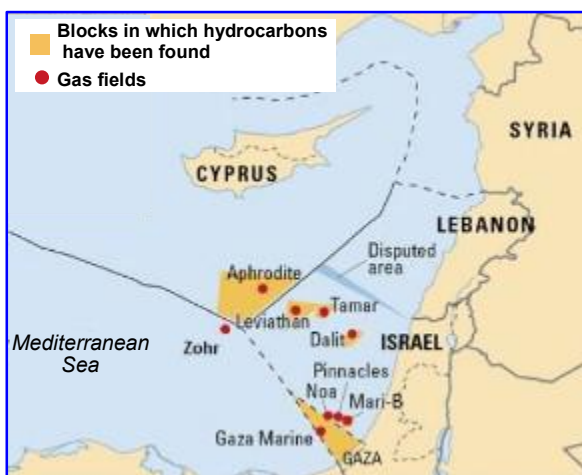 Blocks in which hydrocarbons
have been found
Gas fields
SYRIA
CYPRUS
LEBANON
Disputed
area
Aphrodite
Tamar
Leviathan
Mediterranean
Sea
Zohr
Dalit
ISRAEL
Pinnacles
Noa
Mari-B
Gaza Marine
GAZA